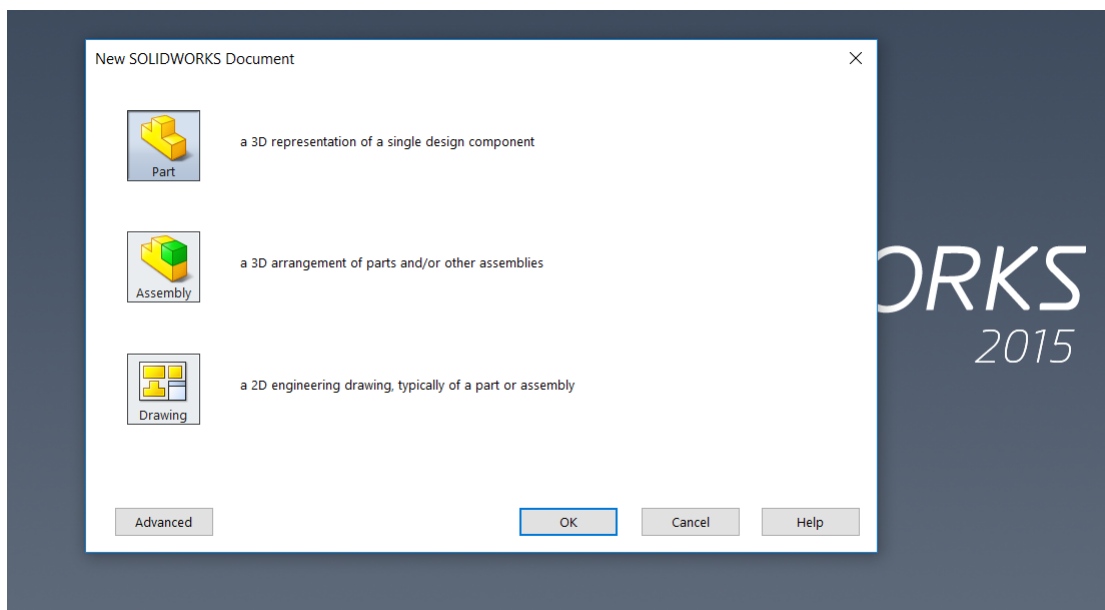 New SOLIDWORKS Document
Part
a 3D representation of a single design component
Assembly
a 3D arrangement of parts and/or other assemblies
Drawing
a 2D engineering drawing, typically of a part or assembly
Advanced
OK
Cancel
Help
ORKS
2015